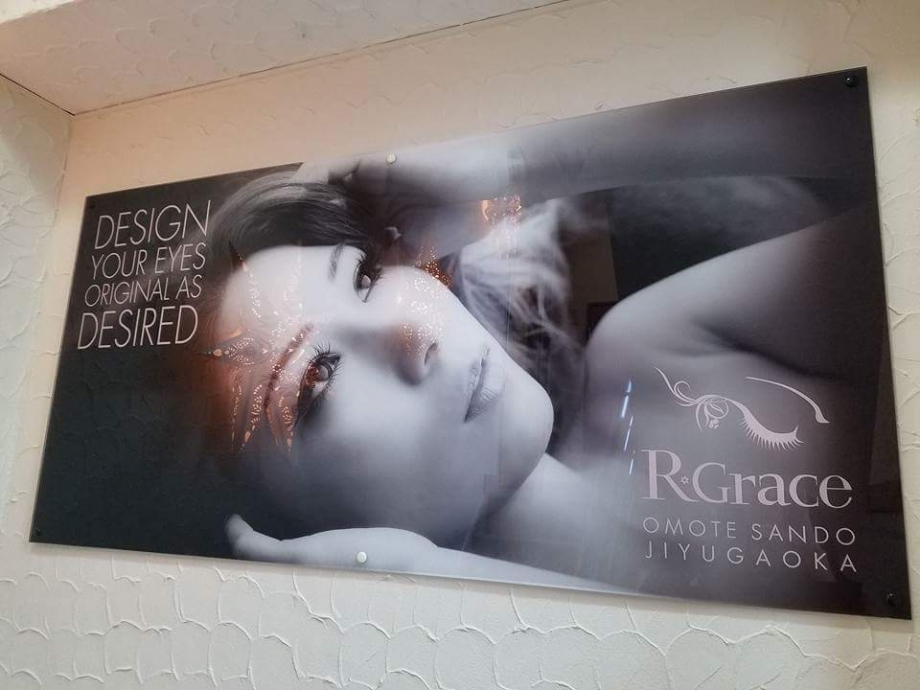 DESIGN
YOUR EYES
ORIGINAL AS
DESIRED
R*Grace
OMOTE SANDO
JIYUGAOKA